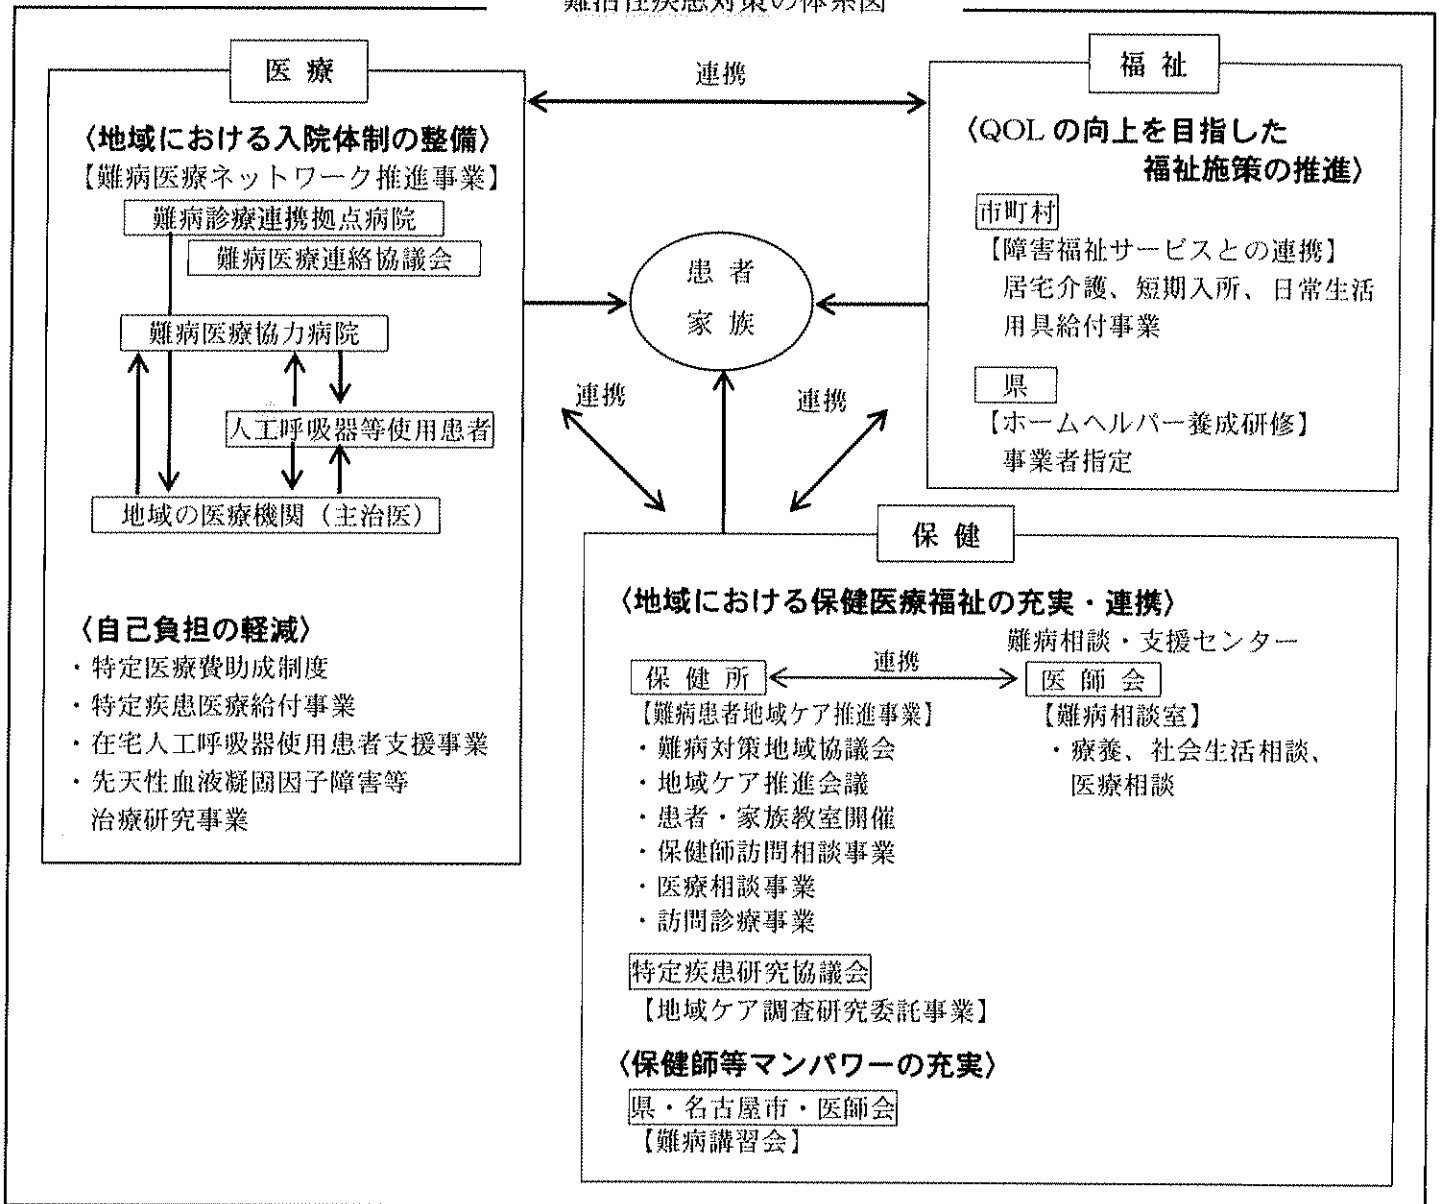 難治性疾患対策の体系図
医 療
〈地域における入院体制の整備〉
【難病医療ネットワーク推進事業】
難病診療連携拠点病院
難病医療連絡協議会
難病医療協力病院
人工呼吸器等使用患者
地域の医療機関（主治医）
〈自己負担の軽減〉
・特定医療費助成制度
・特定疾患医療給付事業
・在宅人工呼吸器使用患者支援事業
・先天性血液凝固因子障害等
治療研究事業
連携
患 者
家 族
連携
連携
福 祉
〈QOL の向上を目指した
福祉施策の推進〉
市町村
【障害福祉サービスとの連携】
居宅介護、短期入所、日常生活
用具給付事業
県
【ホームヘルパー養成研修】
事業者指定
保 健
〈地域における保健医療福祉の充実・連携〉
難病相談・支援センター
保 健 所
連携
医 師 会
【難病患者地域ケア推進事業】
・難病対策地域協議会
・地域ケア推進会議
・患者・家族教室開催
・保健師訪問相談事業
・医療相談事業
・訪問診療事業
【難病相談室】
・療養、社会生活相談、
医療相談
特定疾患研究協議会
【地域ケア調査研究委託事業】
〈保健師等マンパワーの充実〉
県・名古屋市・医師会
【難病講習会】